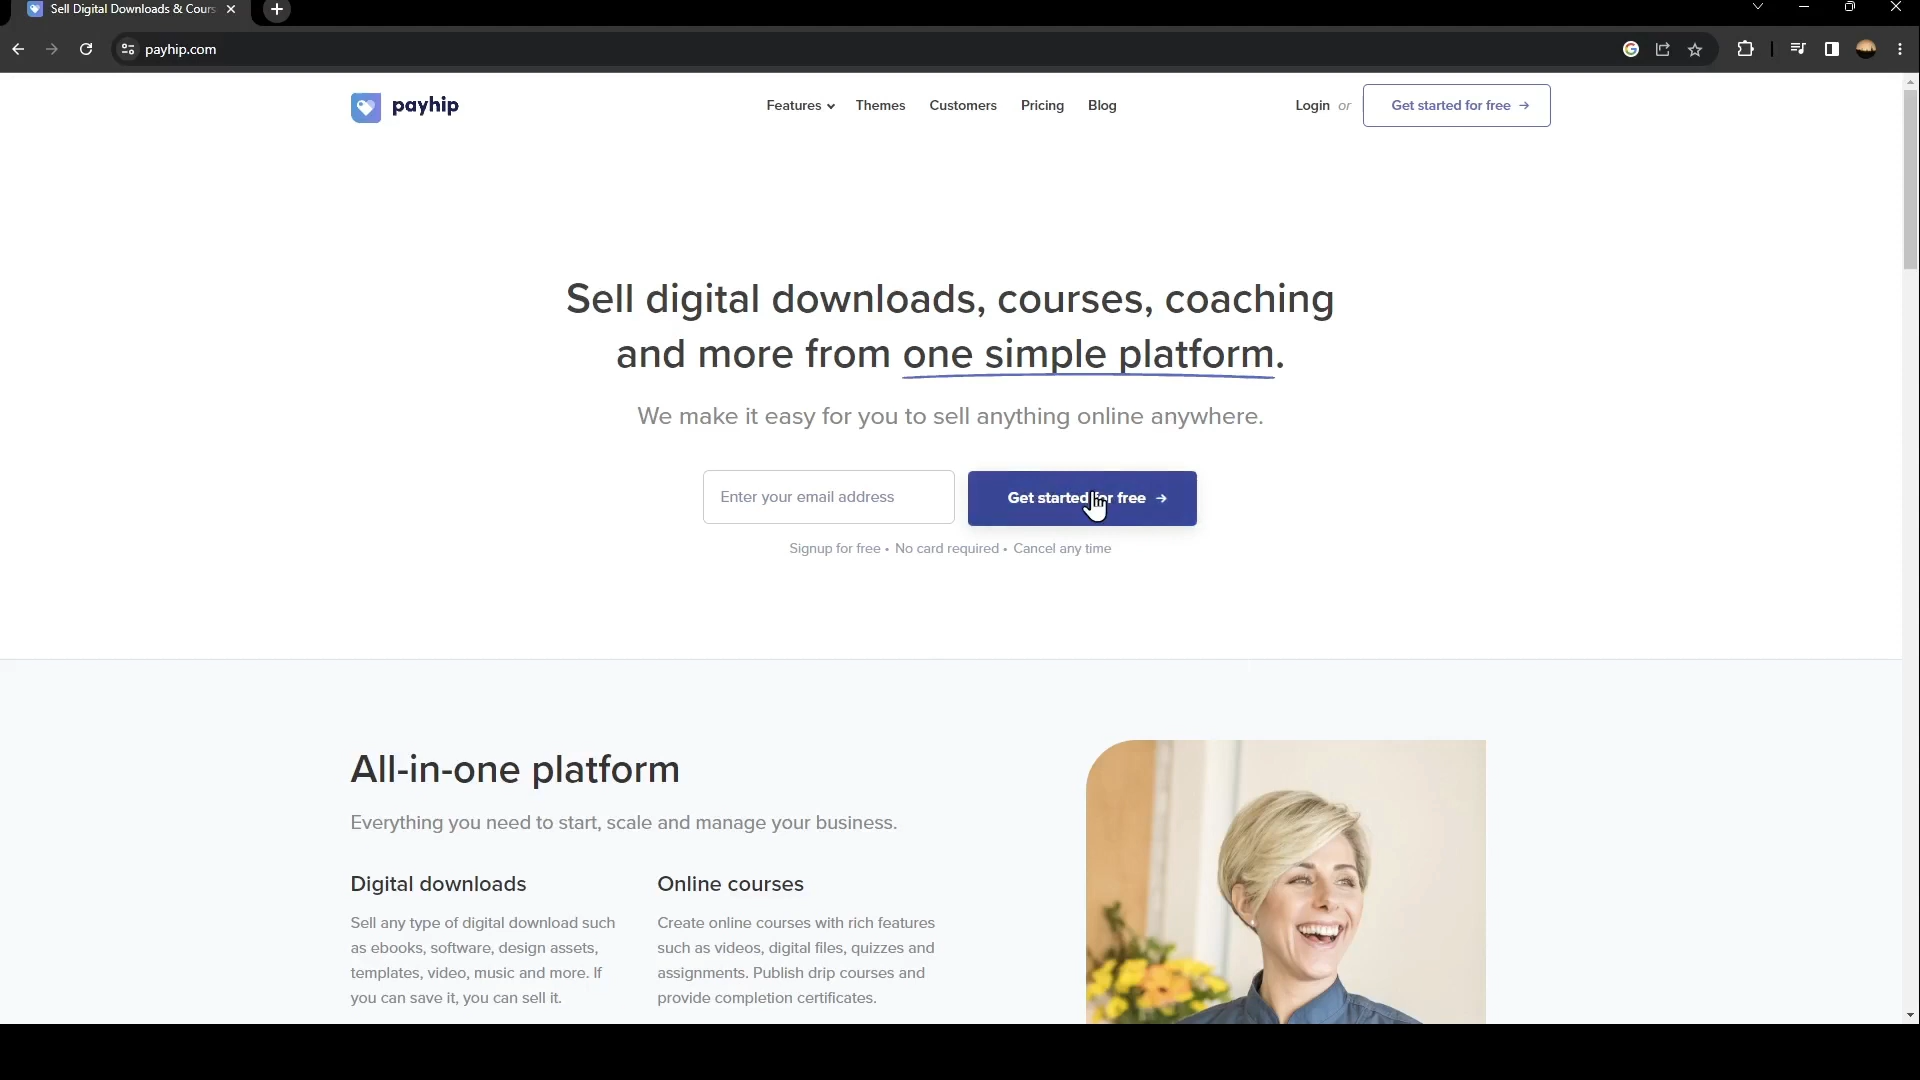 Sell Digital Downloads & Cours
payhip.com
payhip
Features
Themes
Customers
Pricing
Blog
Login or
Get started for free →
Sell digital downloads, courses, coaching
and more from one simple platform.
We make it easy for you to sell anything online anywhere.
Enter your email address
Get started for free →
Signup for free • No card required • Cancel any time
All-in-one platform
Everything you need to start, scale and manage your business.
Digital downloads
Sell any type of digital download such
as ebooks, software, design assets,
templates, video, music and more. If
you can save it, you can sell it.
Online courses
Create online courses with rich features
such as videos, digital files, quizzes and
assignments. Publish drip courses and
provide completion certificates.